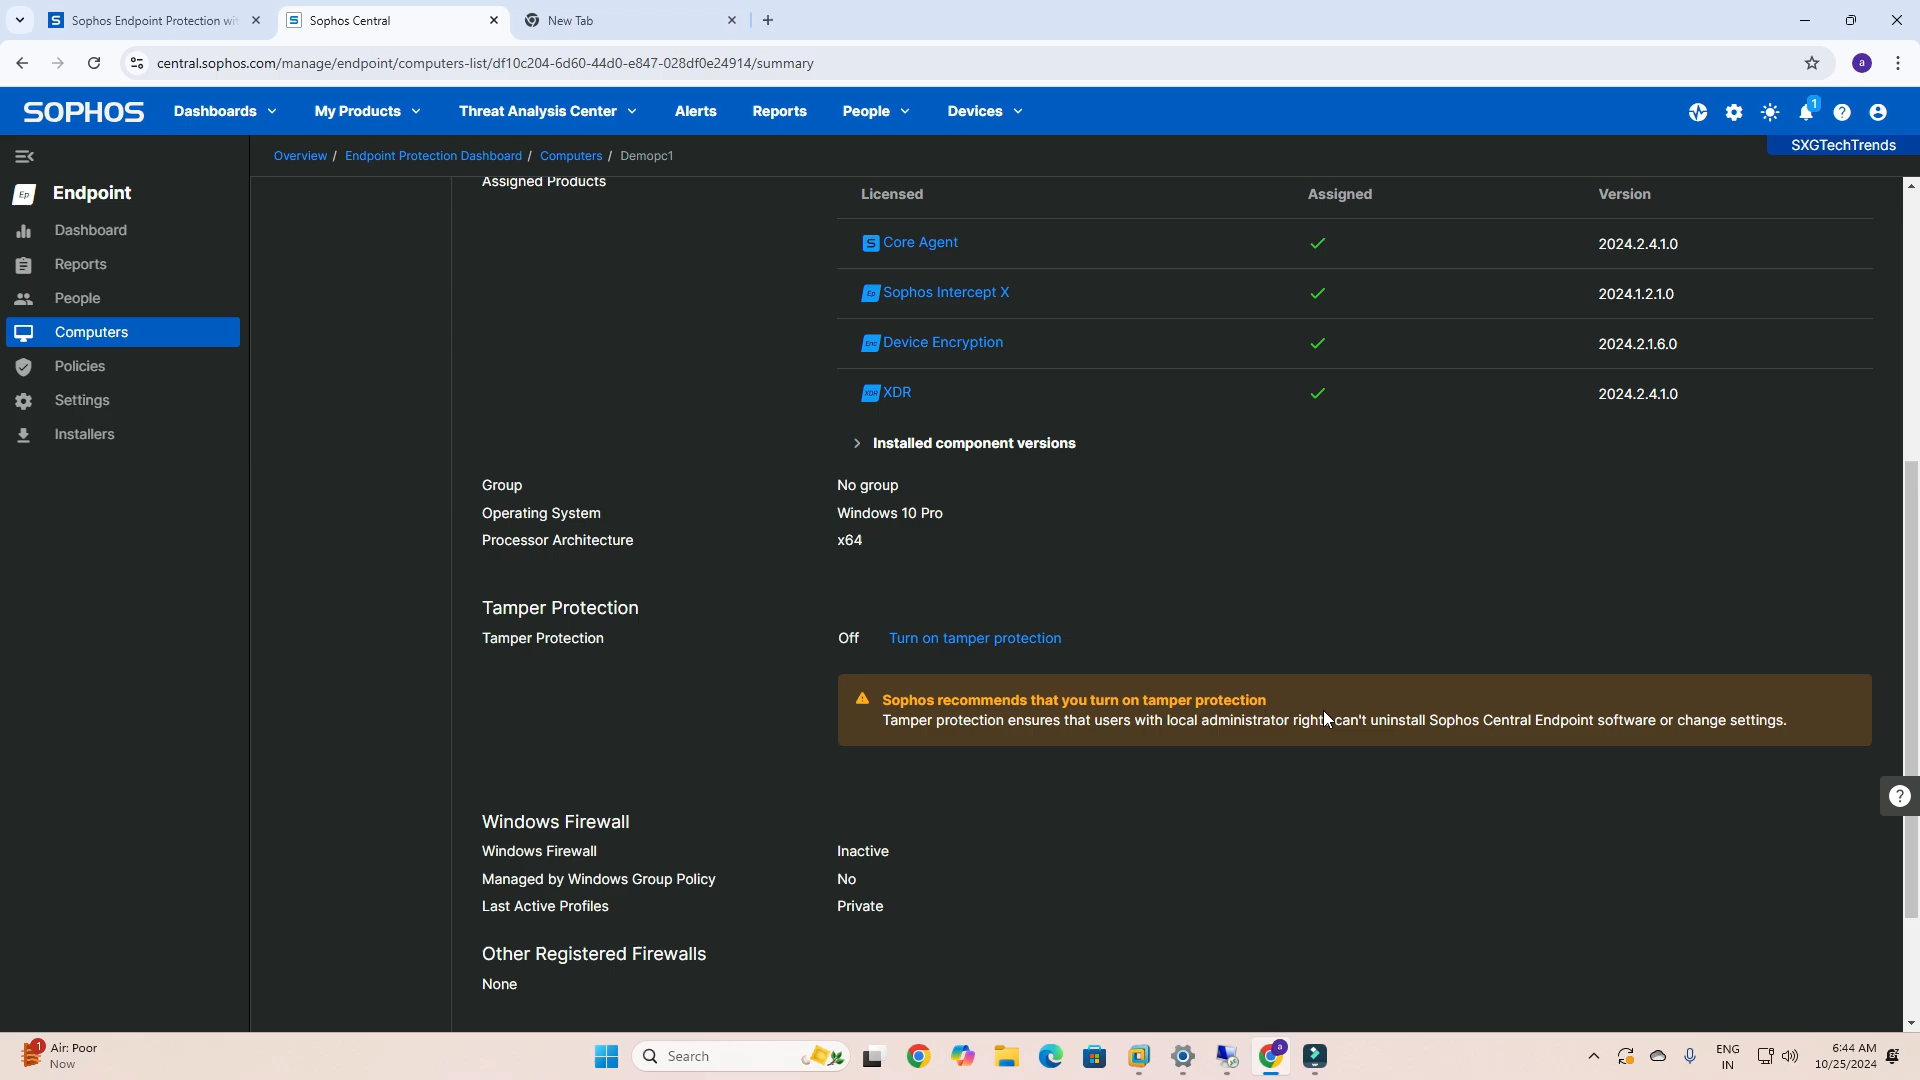 Sophos Endpoint Protection wi
Sophos Central
New Tab
central.sophos.com/manage/endpoint/computers-list/df10c204-6d60-44d0-e847-028df0e24914/summary
a
SOPHOS
Dashboards
My Products
Threat Analysis Center
Alerts
Reports
People
Devices
1
SXGTechTrends
Overview / Endpoint Protection Dashboard / Computers / Demopc1
Ep Endpoint
Dashboard
Reports
People
Computers
Policies
Settings
Installers
Assigned Products
Licensed Assigned Version
S Core Agent 2024.2.4.1.0
Ep Sophos Intercept X 2024.1.2.1.0
Enc Device Encryption 2024.2.1.6.0
XDR XDR 2024.2.4.1.0
Installed component versions
Group No group
Operating System Windows 10 Pro
Processor Architecture x64
Tamper Protection
Tamper Protection Off Turn on tamper protection
Sophos recommends that you turn on tamper protection
Tamper protection ensures that users with local administrator right can't uninstall Sophos Central Endpoint software or change settings.
Windows Firewall
Windows Firewall Inactive
Managed by Windows Group Policy No
Last Active Profiles Private
Other Registered Firewalls
None
1
Air: Poor
Now
Search
a
ENG
IN
6:44 AM
10/25/2024